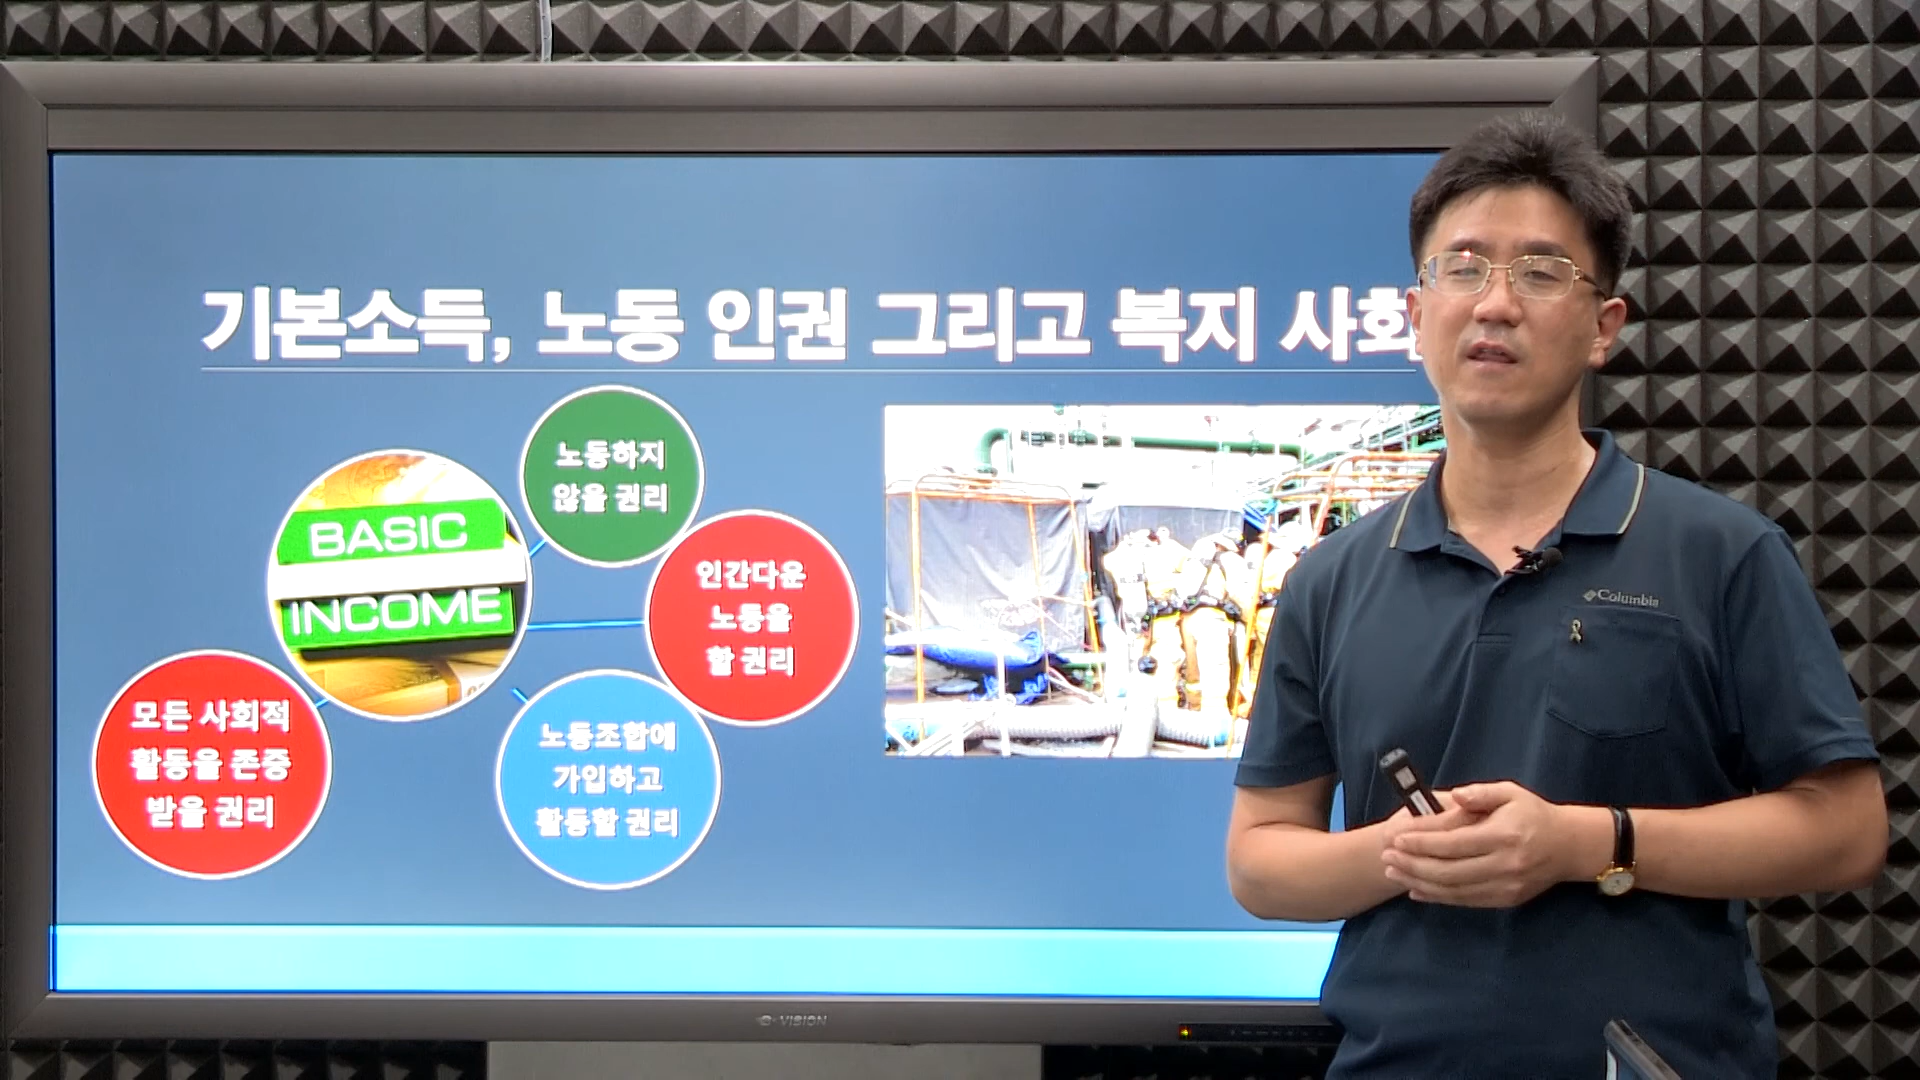 기본소득, 노동 인권 그리고 복지 사회
노동하지
않을 권리
BASIC
INCOME
인간다운
노동을
할 권리
모든 사회적
활동을 존중
받을 권리
노동조합에
가입하고
활동할 권리
Columbia
VISION